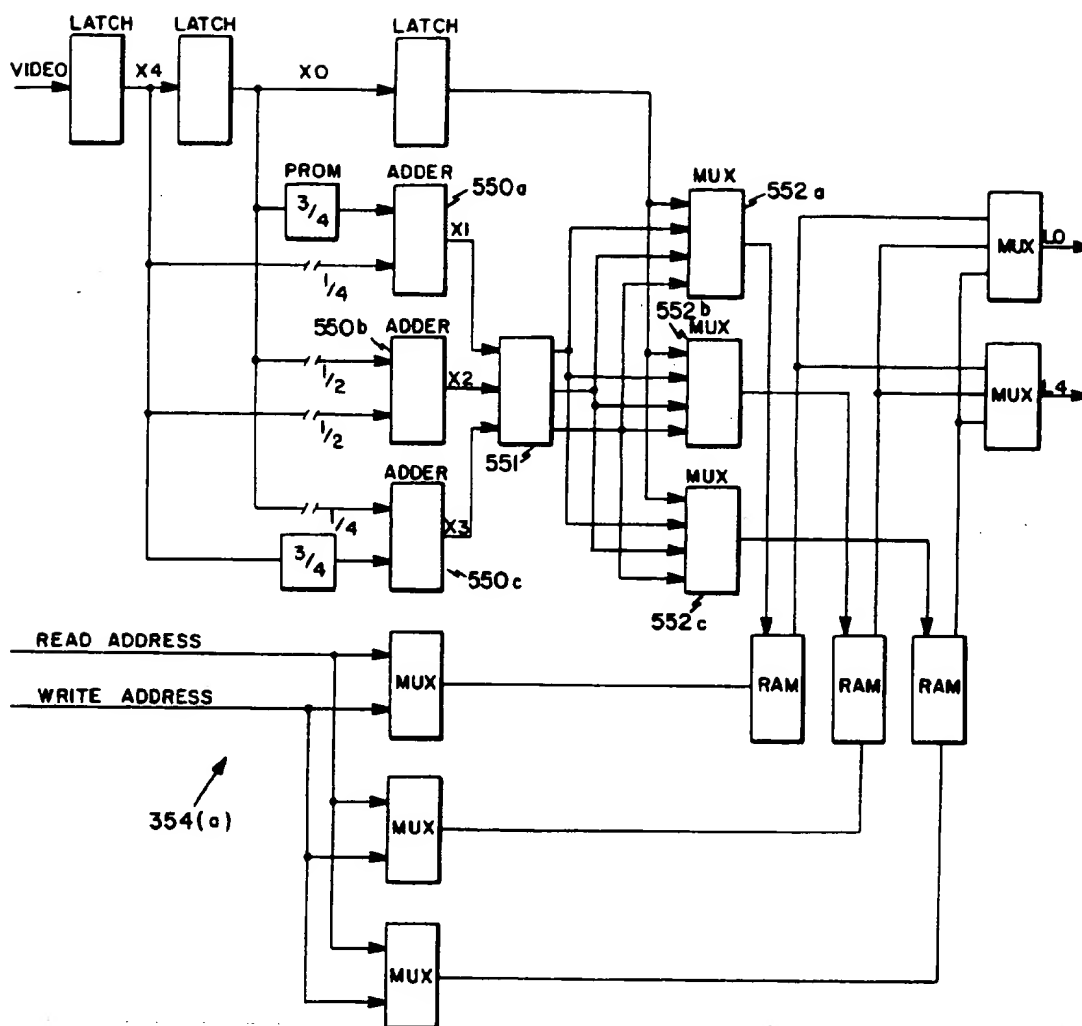 LATCH LATCH LATCH
VIDEO X4 X0
PROM ADDER 550a MUX 552a
3/4 X1
1/4 MUX L0
550b ADDER 552b MUX
1/2 X2
1/2 551 MUX L4
ADDER MUX
1/4 X3
3/4 550c 552c
READ ADDRESS
MUX RAM RAM RAM
WRITE ADDRESS
354(a) MUX
MUX